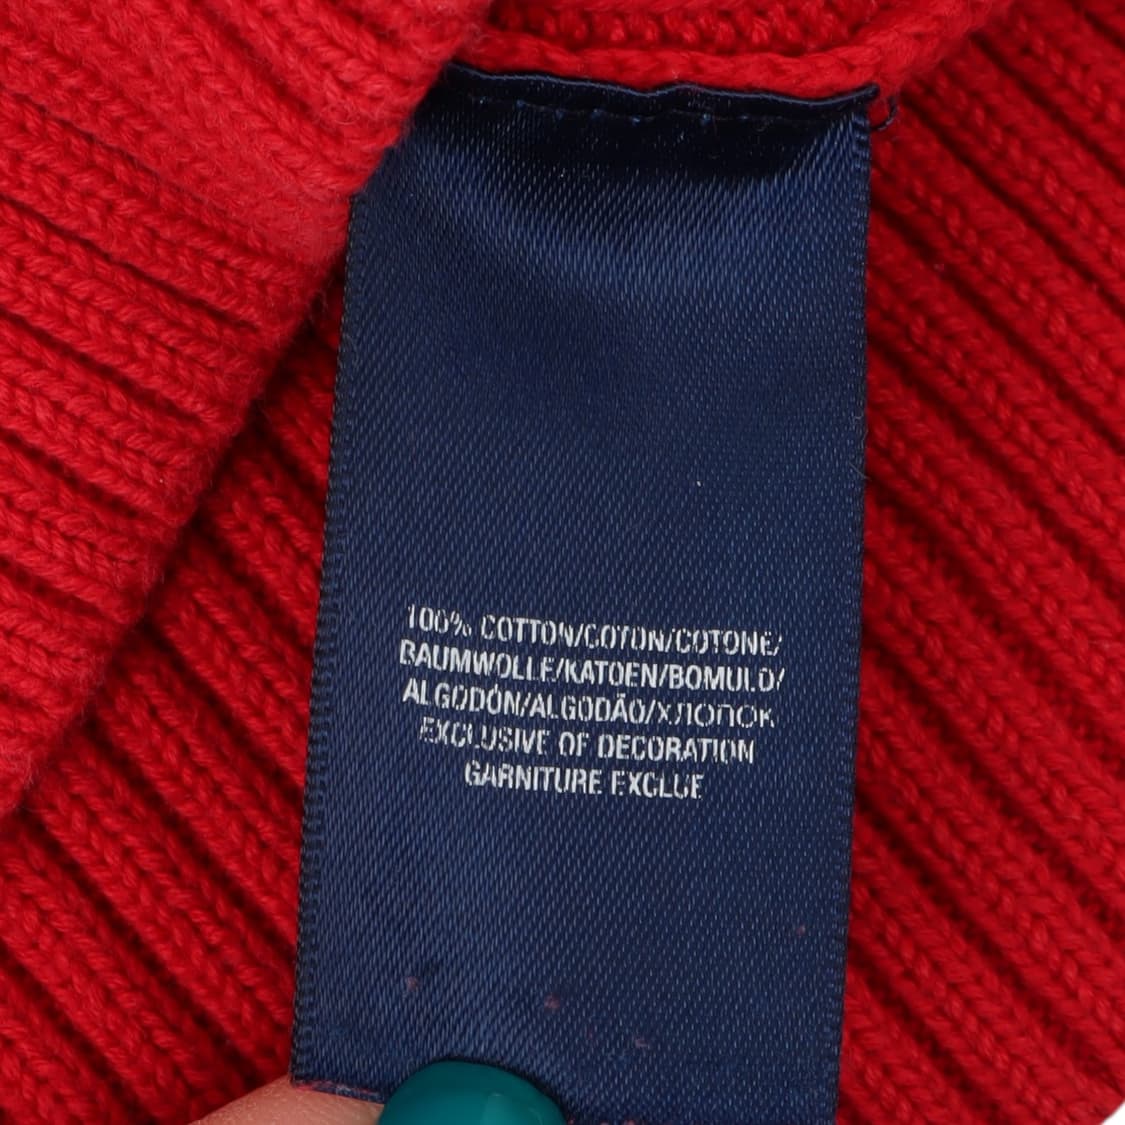 100% COTTON/COTON/COTONE/
BAUMWOLLE/KATOEN/BOMULD/
ALGODÓN/ALGODÃO/ХЛОПОК
EXCLUSIVE OF DECORATION
GARNITURE EXCLUE